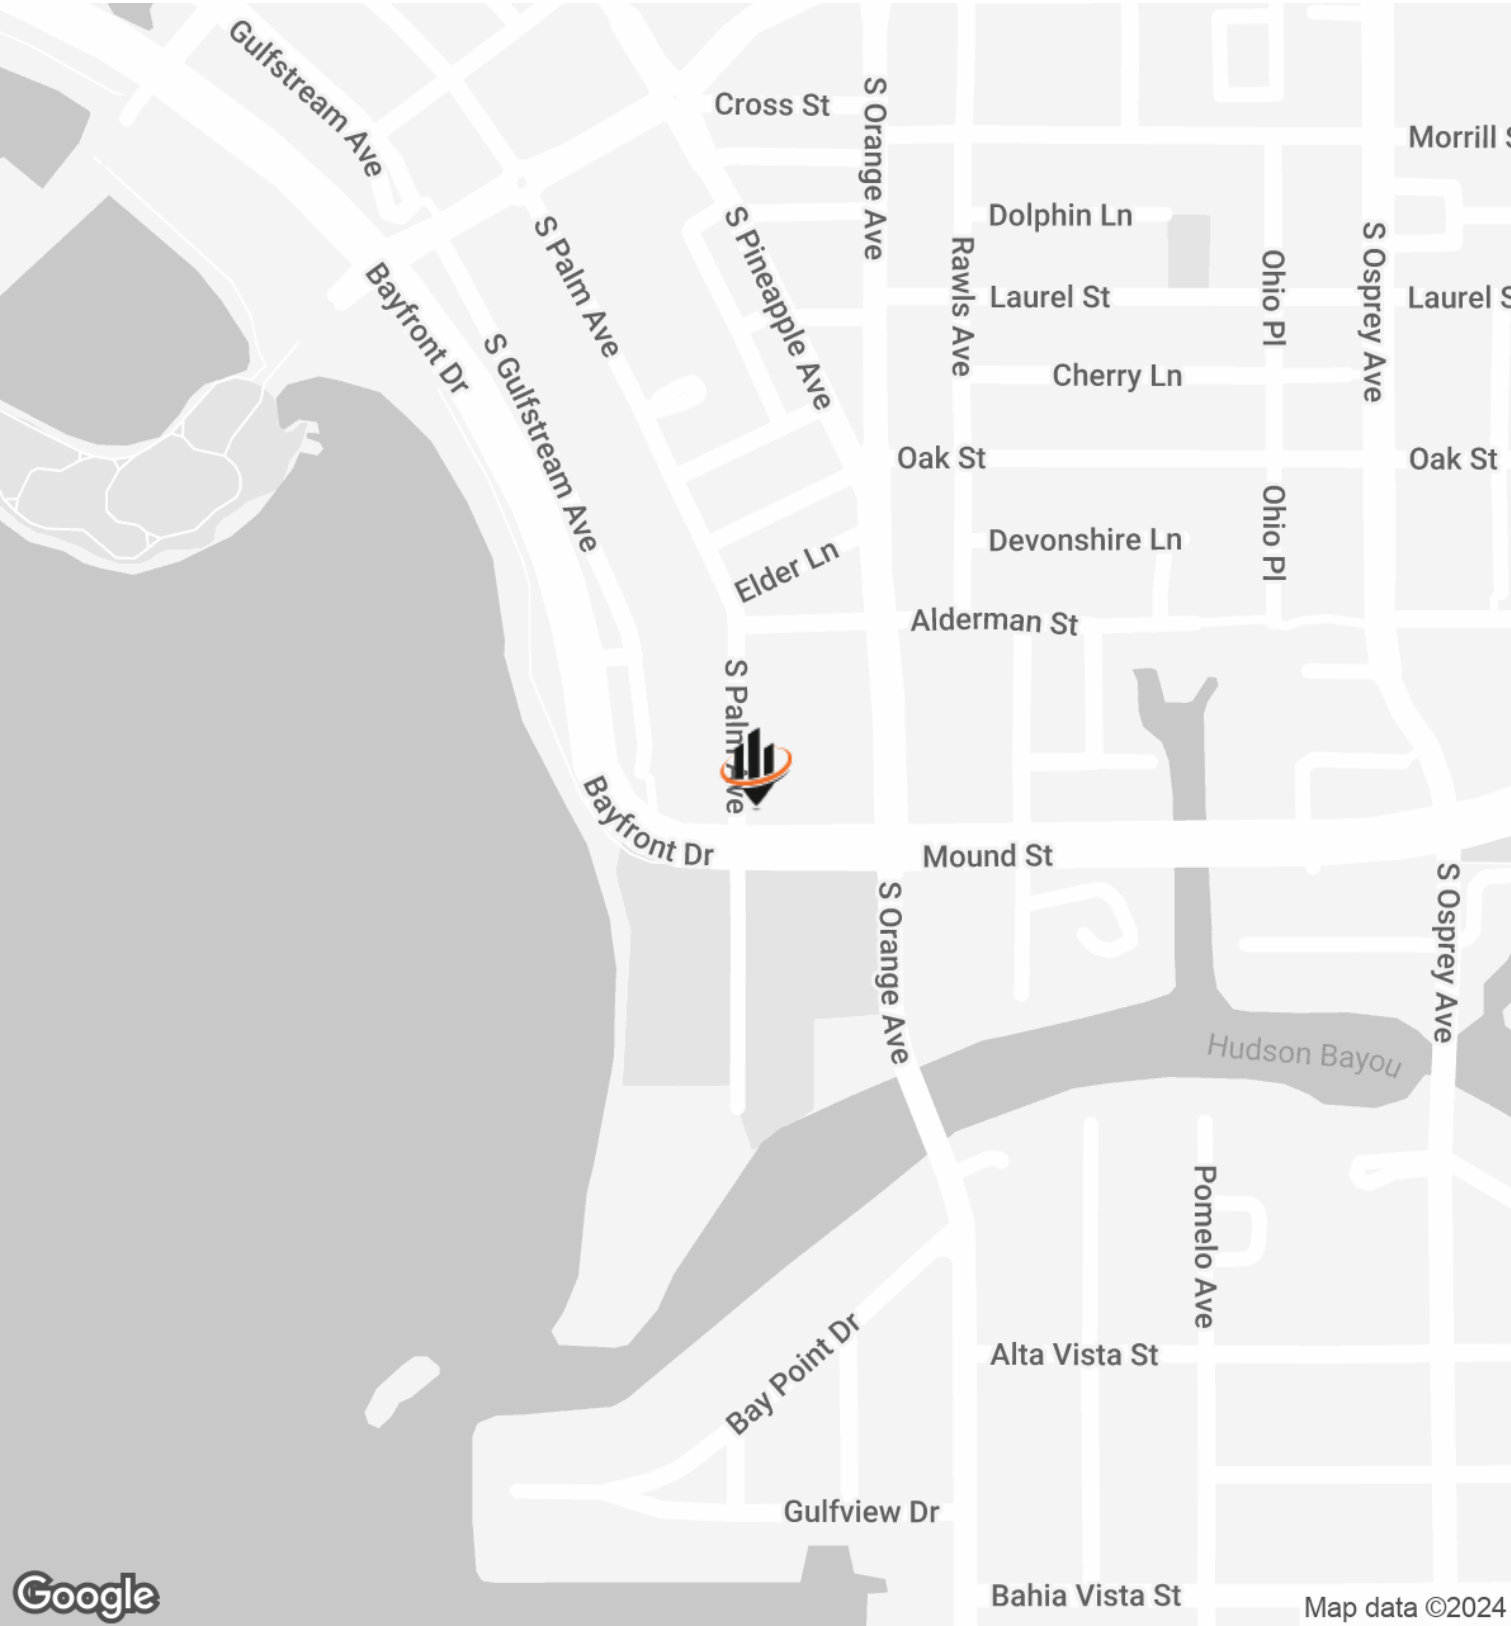 Gulfstream Ave
Cross St
S Orange Ave
Morrill S
Dolphin Ln
S Palm Ave
S Pineapple Ave
Rawls Ave
Ohio Pl
S Osprey Ave
Bayfront Dr
Laurel St
Laurel S
S Gulfstream Ave
Cherry Ln
Oak St
Oak St
Ohio Pl
Devonshire Ln
Elder Ln
Alderman St
S Palm Ave
Bayfront Dr
Mound St
S Orange Ave
S Osprey Ave
Hudson Bayou
Pomelo Ave
Bay Point Dr
Alta Vista St
Gulfview Dr
Bahia Vista St
Google
Map data ©2024